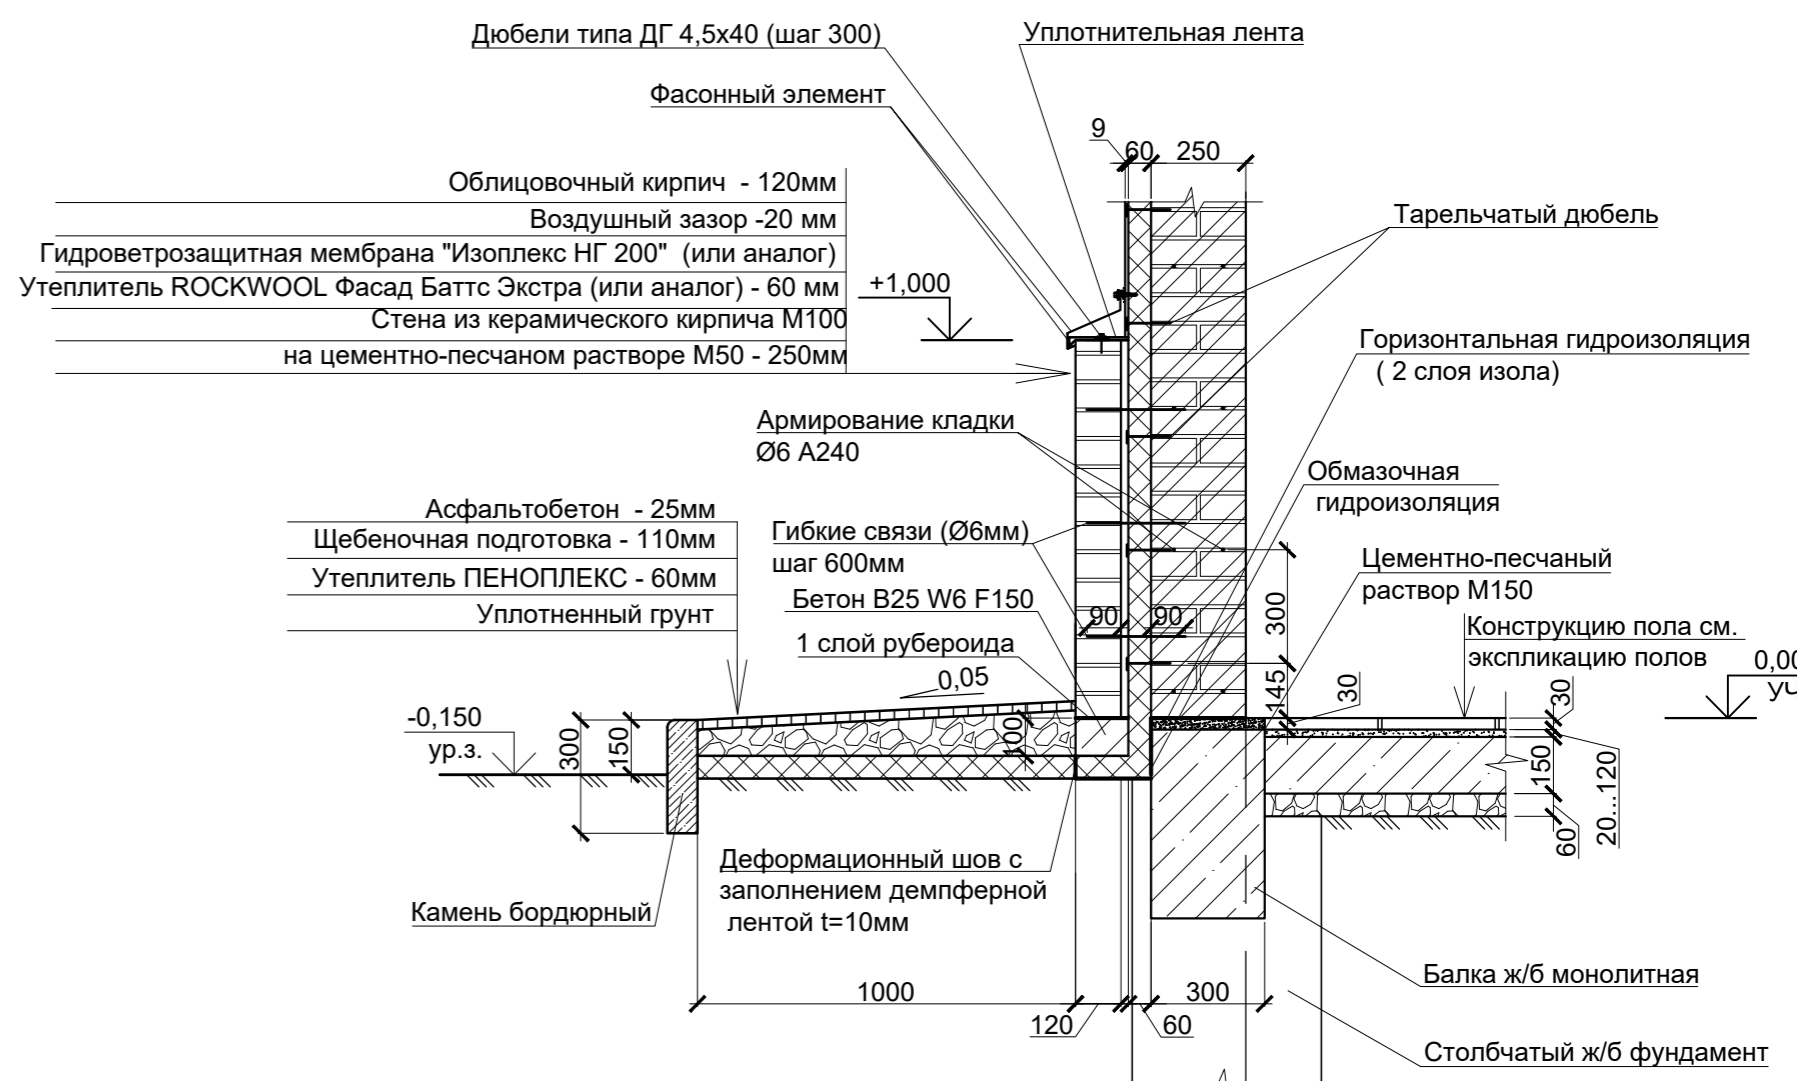 Дюбели типа ДГ 4,5х40 (шаг 300)
Уплотнительная лента
Фасонный элемент
9
60
250
Облицовочный кирпич - 120мм
Воздушный зазор -20 мм
Гидроветрозащитная мембрана "Изоплекс НГ 200" (или аналог)
Утеплитель ROCKWOOL Фасад Баттс Экстра (или аналог) - 60 мм
Стена из керамического кирпича М100
на цементно-песчаном растворе М50 - 250мм
+1,000
Тарельчатый дюбель
Горизонтальная гидроизоляция
( 2 слоя изола)
Армирование кладки
Ø6 А240
Обмазочная
гидроизоляция
Асфальтобетон - 25мм
Щебеночная подготовка - 110мм
Утеплитель ПЕНОПЛЕКС - 60мм
Уплотненный грунт
Гибкие связи (Ø6мм)
шаг 600мм
Бетон В25 W6 F150
1 слой рубероида
Цементно-песчаный
раствор М150
90
90
300
145
30
Конструкцию пола см.
экспликацию полов
0,00
УЧ
30
0,05
-0,150
ур.з.
300
150
100
150
20...120
60
Деформационный шов с
заполнением демпферной
лентой t=10мм
Камень бордюрный
1000
300
120
60
Балка ж/б монолитная
Столбчатый ж/б фундамент